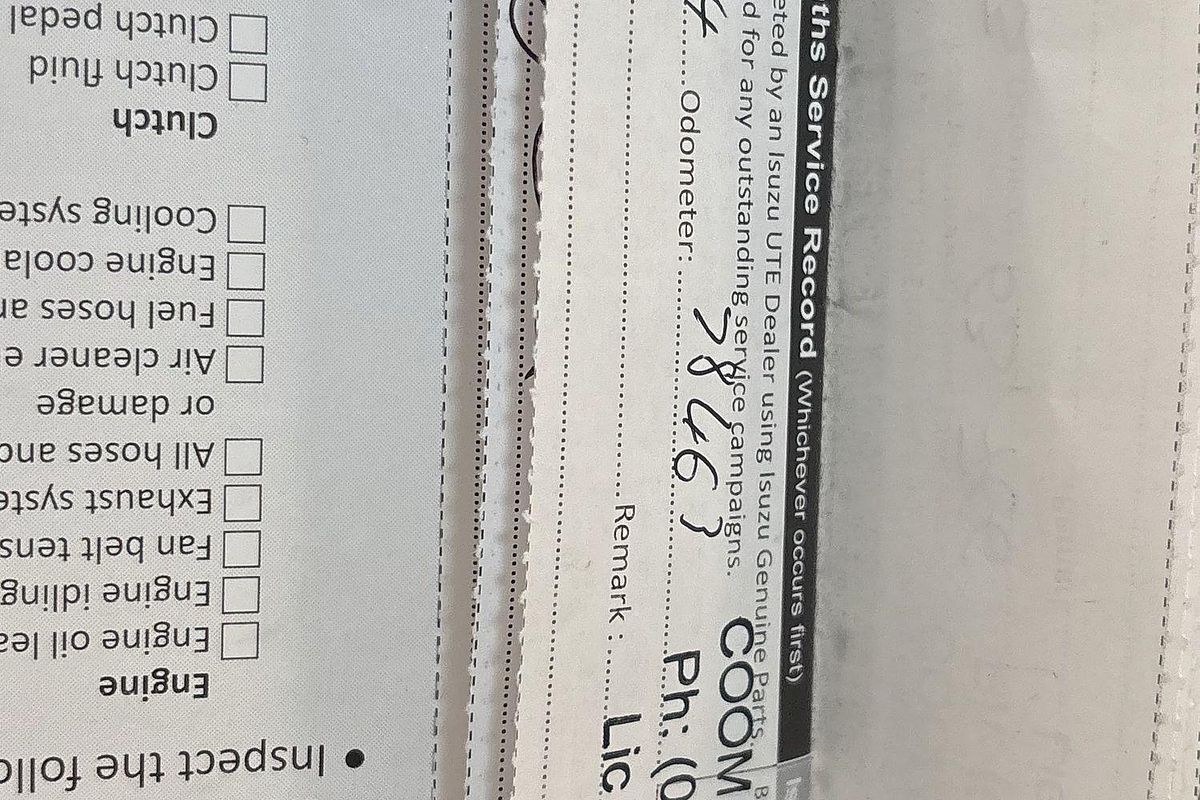 • Inspect the follo
Engine
Engine oil lea
Engine idling
Fan belt tens
Exhaust syste
All hoses and
or damage
Air cleaner e
Fuel hoses ar
Engine coola
Cooling syste
Clutch
Clutch fluid
Clutch pedal
ths Service Record (Whichever occurs first)
eted by an Isuzu UTE Dealer using Isuzu Genuine Parts. B
d for any outstanding service campaigns.
COOM
4 Odometer: 78463 Ph: (0
Remark : Lic